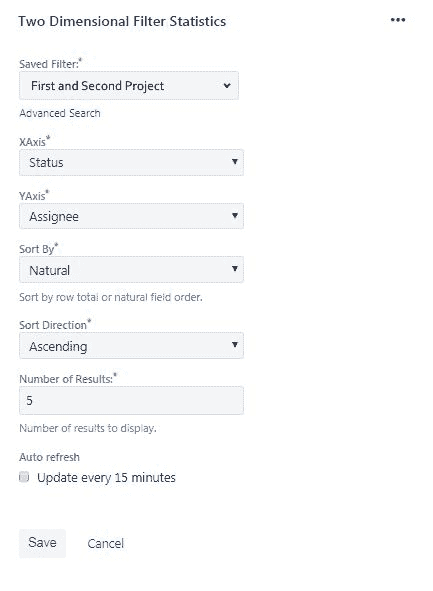 Two Dimensional Filter Statistics
Saved Filter:*
First and Second Project
Advanced Search
XAxis*
Status
YAxis*
Assignee
Sort By*
Natural
Sort by row total or natural field order.
Sort Direction*
Ascending
Number of Results:*
5
Number of results to display.
Auto refresh
Update every 15 minutes
Save Cancel